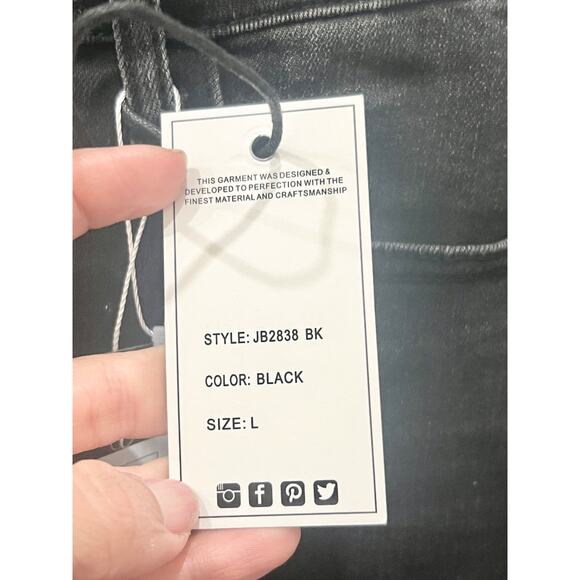 THIS GARMENT WAS DESIGNED &
DEVELOPED TO PERFECTION WITH THE
FINEST MATERIAL AND CRAFTSMANSHIP
STYLE: JB2838 BK
COLOR: BLACK
SIZE: L